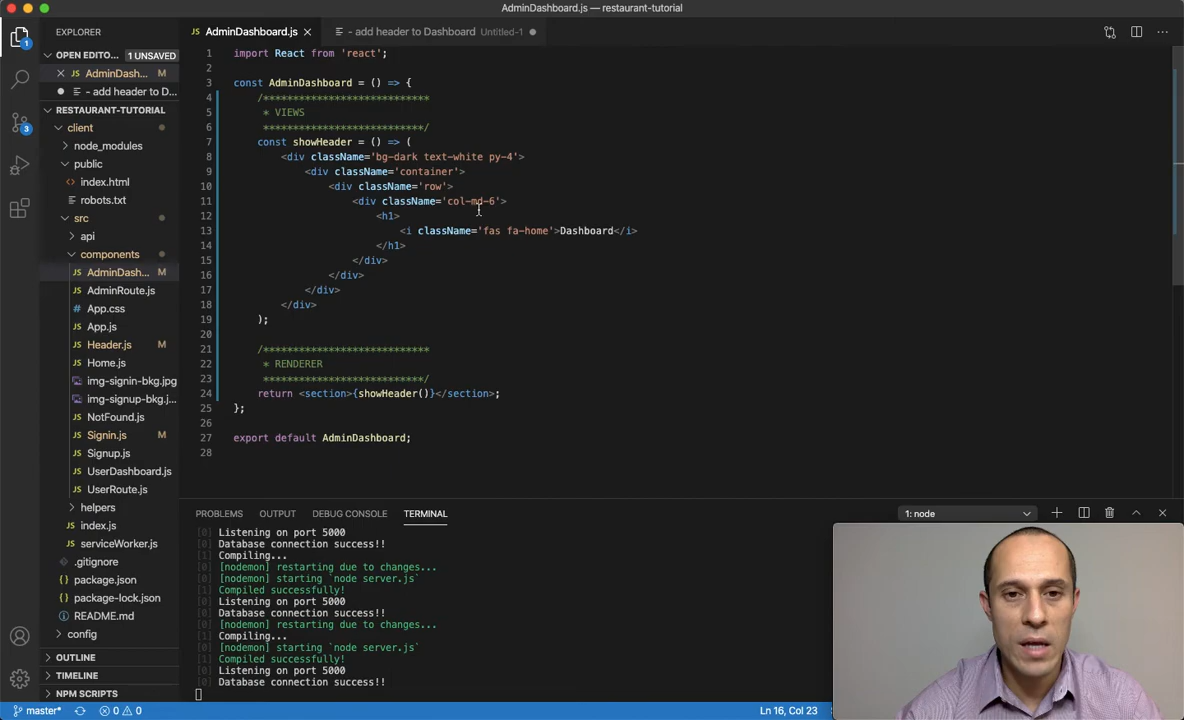 AdminDashboard.js — restaurant-tutorial
EXPLORER
AdminDashboard.js
- add header to Dashboard Untitled-1
OPEN EDITO... 1 UNSAVED
AdminDash... M
- add header to D...
RESTAURANT-TUTORIAL
client
node_modules
public
index.html
robots.txt
src
api
components
AdminDash... M
AdminRoute.js
App.css
App.js
Header.js M
Home.js
img-signin-bkg.jpg
img-signup-bkg.j...
NotFound.js
Signin.js M
Signup.js
UserDashboard.js
UserRoute.js
helpers
index.js
serviceWorker.js
.gitignore
package.json
package-lock.json
README.md
config
OUTLINE
TIMELINE
NPM SCRIPTS
1 import React from 'react';
2
3 const AdminDashboard = () => {
4 /****************************
5 * VIEWS
6 ***************************/
7 const showHeader = () => (
8 <div className='bg-dark text-white py-4'>
9 <div className='container'>
10 <div className='row'>
11 <div className='col-md-6'>
12 <h1>
13 <i className='fas fa-home'>Dashboard</i>
14 </h1>
15 </div>
16 </div>
17 </div>
18 </div>
19 );
20
21 /****************************
22 * RENDERER
23 ***************************/
24 return <section>{showHeader()}</section>;
25 };
26
27 export default AdminDashboard;
28
PROBLEMS OUTPUT DEBUG CONSOLE TERMINAL 1: node
[0] Listening on port 5000
[0] Database connection success!!
[1] Compiling...
[0] [nodemon] restarting due to changes...
[0] [nodemon] starting `node server.js`
[1] Compiled successfully!
[0] Listening on port 5000
[0] Database connection success!!
[0] [nodemon] restarting due to changes...
[1] Compiling...
[0] [nodemon] starting `node server.js`
[1] Compiled successfully!
[0] Listening on port 5000
[0] Database connection success!!
master* 0 0 Ln 16, Col 23